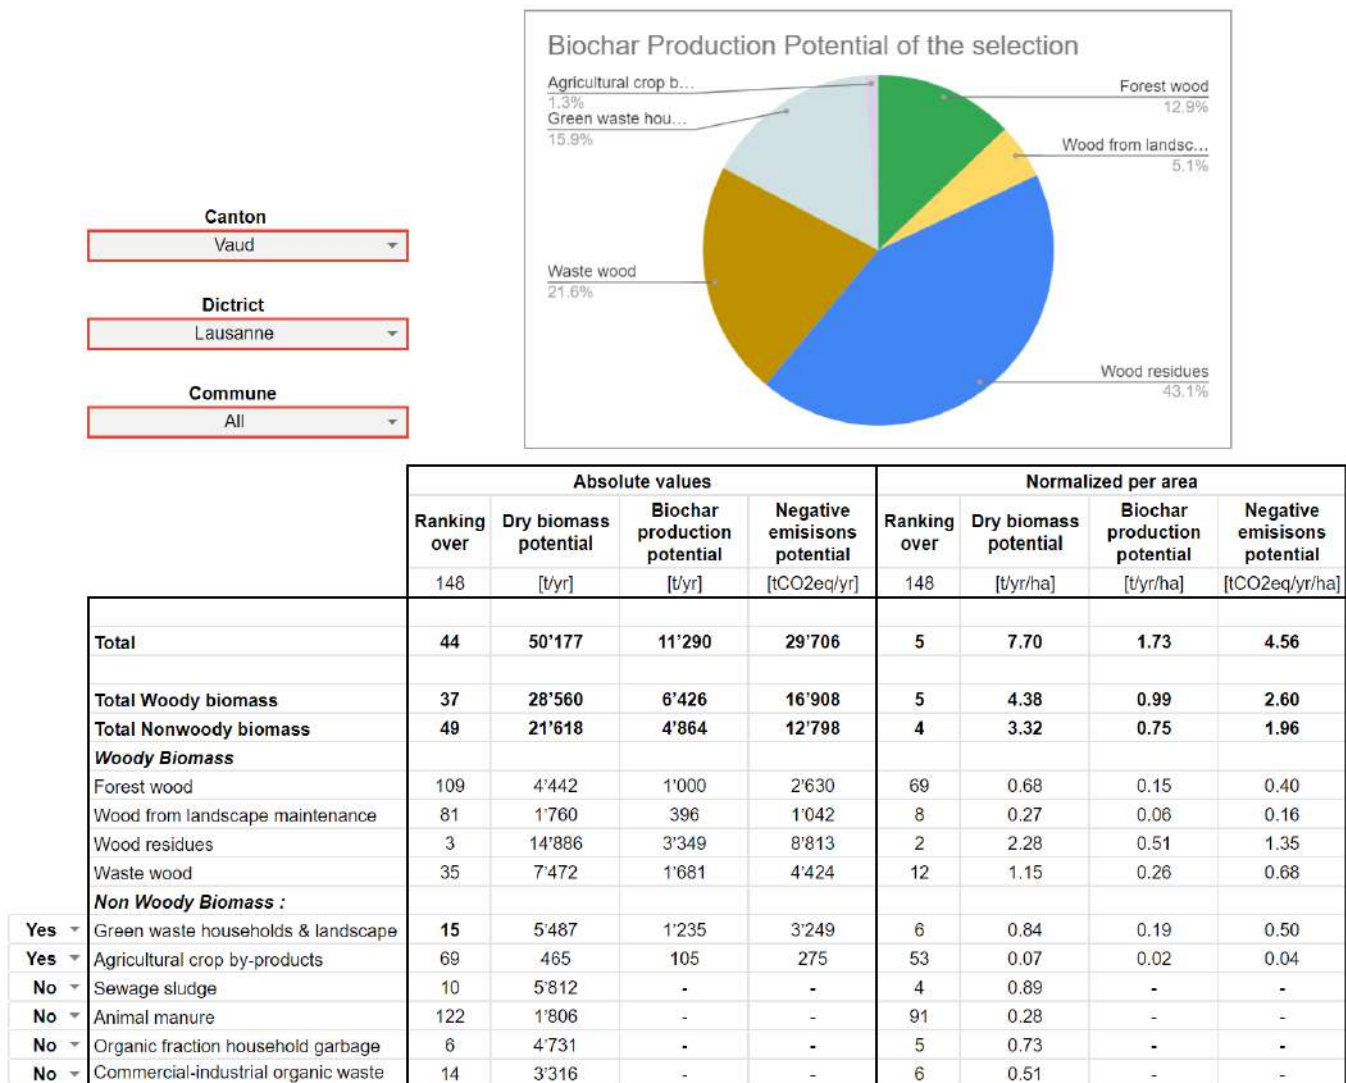 Biochar Production Potential of the selection
Agricultural crop b...
1.3%
Green waste hou...
15.9%
Waste wood
21.6%
Forest wood
12.9%
Wood from landsc...
5.1%
Wood residues
43.1%
Canton
Vaud
Dictrict
Lausanne
Commune
All
Absolute values Normalized per area
Ranking over Dry biomass potential Biochar production potential Negative emisisons potential Ranking over Dry biomass potential Biochar production potential Negative emisisons potential
148 [t/yr] [t/yr] [tCO2eq/yr] 148 [t/yr/ha] [t/yr/ha] [tCO2eq/yr/ha]
Total 44 50'177 11'290 29'706 5 7.70 1.73 4.56
Total Woody biomass 37 28'560 6'426 16'908 5 4.38 0.99 2.60
Total Nonwoody biomass 49 21'618 4'864 12'798 4 3.32 0.75 1.96
Woody Biomass
Forest wood 109 4'442 1'000 2'630 69 0.68 0.15 0.40
Wood from landscape maintenance 81 1'760 396 1'042 8 0.27 0.06 0.16
Wood residues 3 14'886 3'349 8'813 2 2.28 0.51 1.35
Waste wood 35 7'472 1'681 4'424 12 1.15 0.26 0.68
Non Woody Biomass :
Yes Green waste households & landscape 15 5'487 1'235 3'249 6 0.84 0.19 0.50
Yes Agricultural crop by-products 69 465 105 275 53 0.07 0.02 0.04
No Sewage sludge 10 5'812 - - 4 0.89 - -
No Animal manure 122 1'806 - - 91 0.28 - -
No Organic fraction household garbage 6 4'731 - - 5 0.73 - -
No Commercial-industrial organic waste 14 3'316 - - 6 0.51 - -